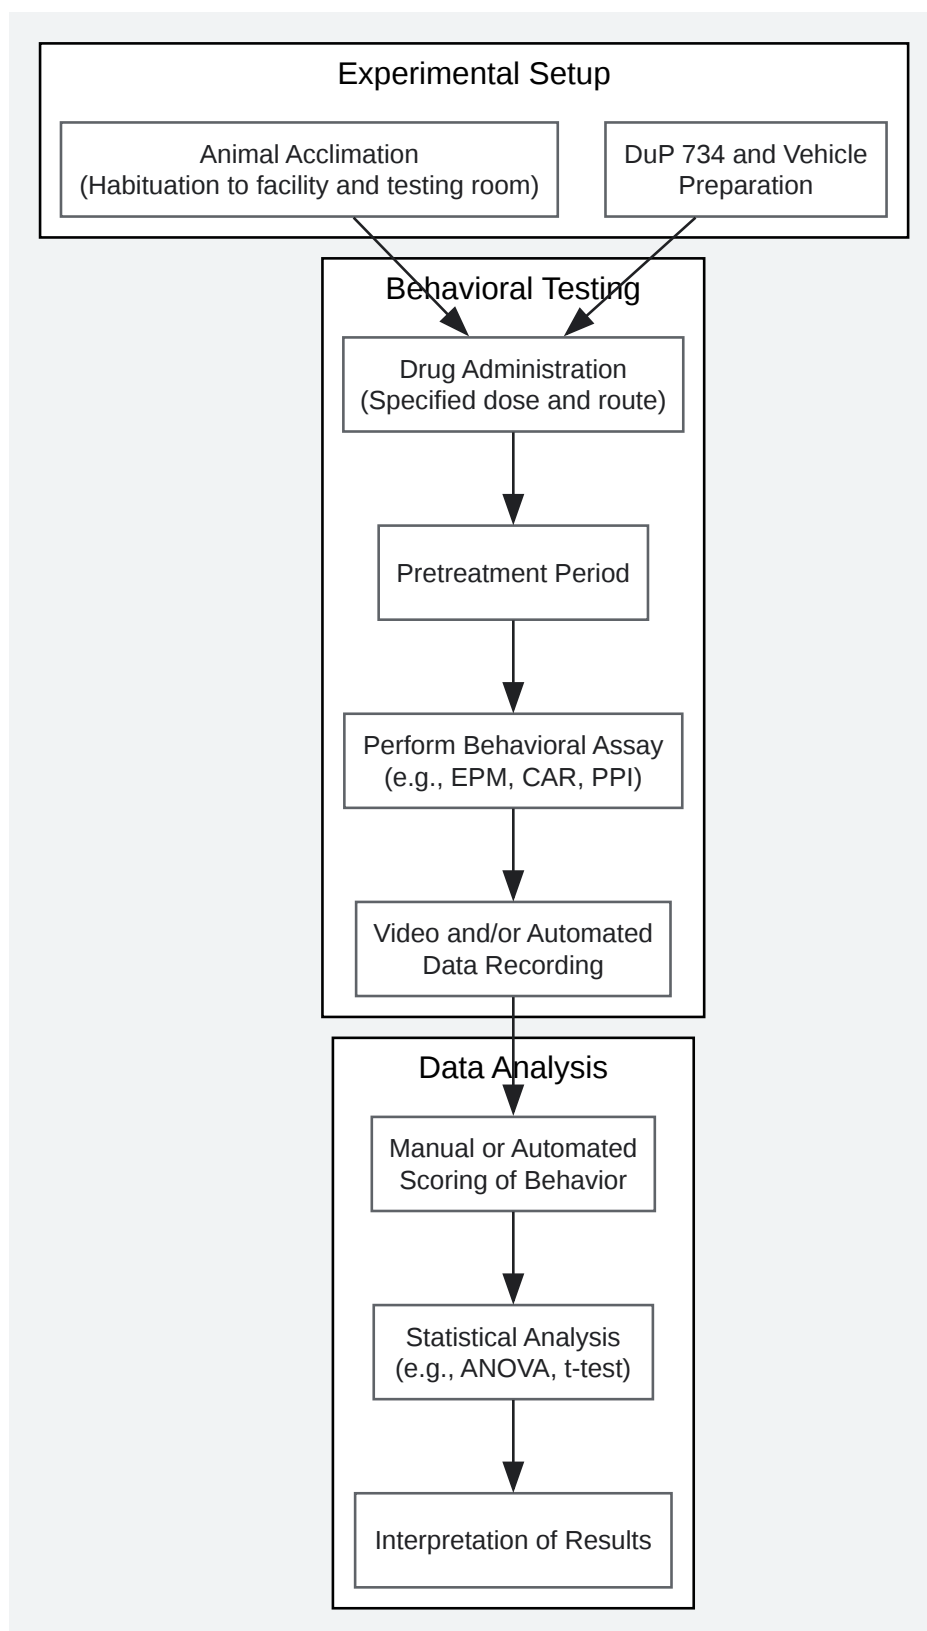 Experimental Setup
Animal Acclimation
(Habituation to facility and testing room)
DuP 734 and Vehicle
Preparation
Behavioral Testing
Drug Administration
(Specified dose and route)
Pretreatment Period
Perform Behavioral Assay
(e.g., EPM, CAR, PPI)
Video and/or Automated
Data Recording
Data Analysis
Manual or Automated
Scoring of Behavior
Statistical Analysis
(e.g., ANOVA, t-test)
Interpretation of Results